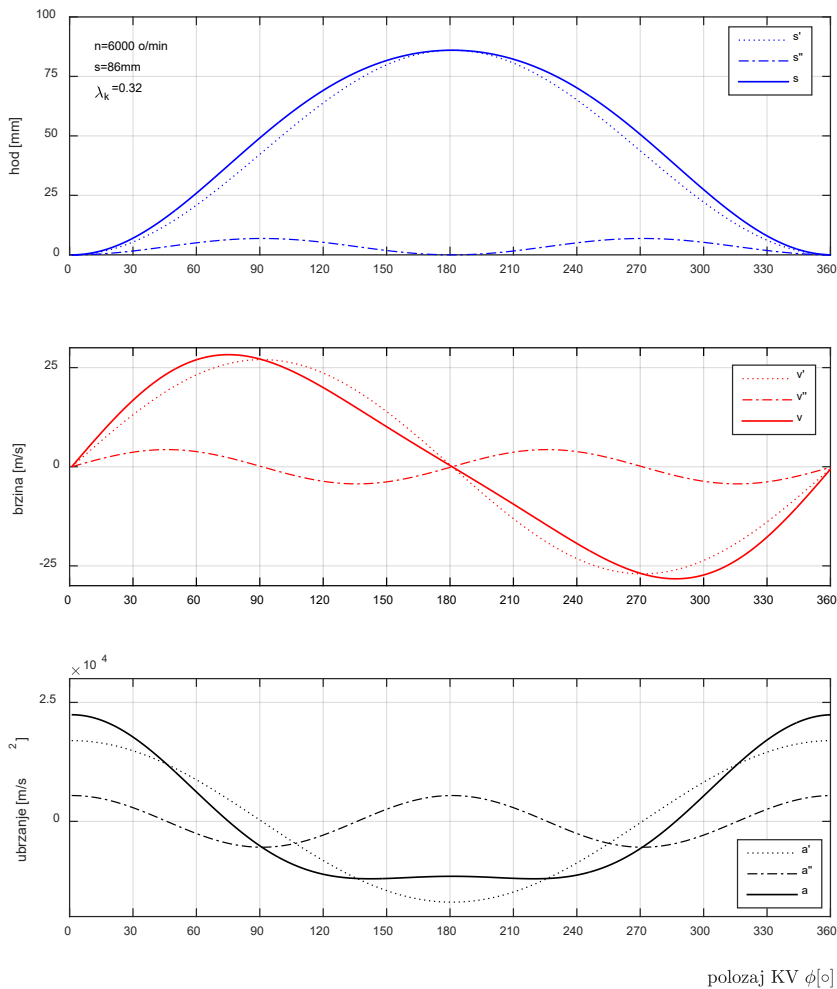 100
75
50
25
0
hod [mm]
n=6000 o/min
s=86mm
λk=0.32
s'
s''
s
0 30 60 90 120 150 180 210 240 270 300 330 360
25
0
-25
brzina [m/s]
v'
v''
v
0 30 60 90 120 150 180 210 240 270 300 330 360
×10 4
2.5
0
ubrzanje [m/s 2 ]
a'
a''
a
0 30 60 90 120 150 180 210 240 270 300 330 360
polozaj KV ϕ[○]